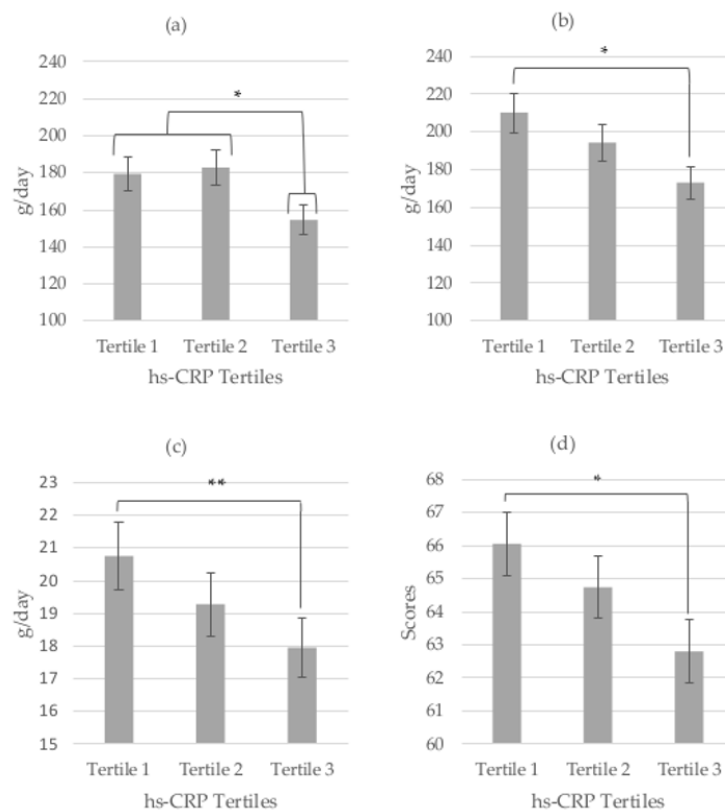 (a)
240
220
200
180
160
140
120
100
g/day
*
Tertile 1 Tertile 2 Tertile 3
hs-CRP Tertiles
(b)
240
220
200
180
160
140
120
100
g/day
*
Tertile 1 Tertile 2 Tertile 3
hs-CRP Tertiles
(c)
23
22
21
20
19
18
17
16
15
g/day
**
Tertile 1 Tertile 2 Tertile 3
hs-CRP Tertiles
(d)
68
67
66
65
64
63
62
61
60
Scores
*
Tertile 1 Tertile 2 Tertile 3
hs-CRP Tertiles